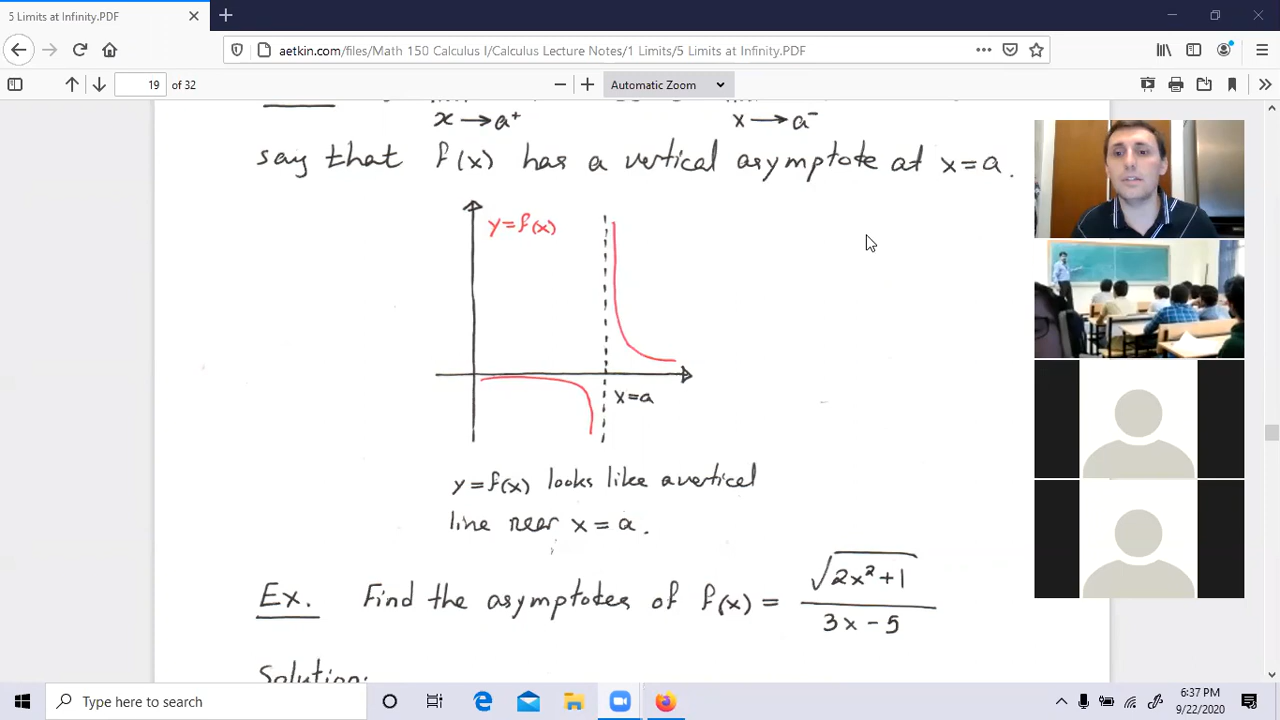 5 Limits at Infinity.PDF
aetkin.com/files/Math 150 Calculus I/Calculus Lecture Notes/1 Limits/5 Limits at Infinity.PDF
19 of 32
Automatic Zoom
x→a⁺ x→a⁻
say that f(x) has a vertical asymptote at x=a.
y=f(x)
x=a
y=f(x) looks like a vertical
line near x=a.
Ex. Find the asymptotes of f(x) = √(2x²+1) / (3x-5)
Solution:
Type here to search
6:37 PM
9/22/2020